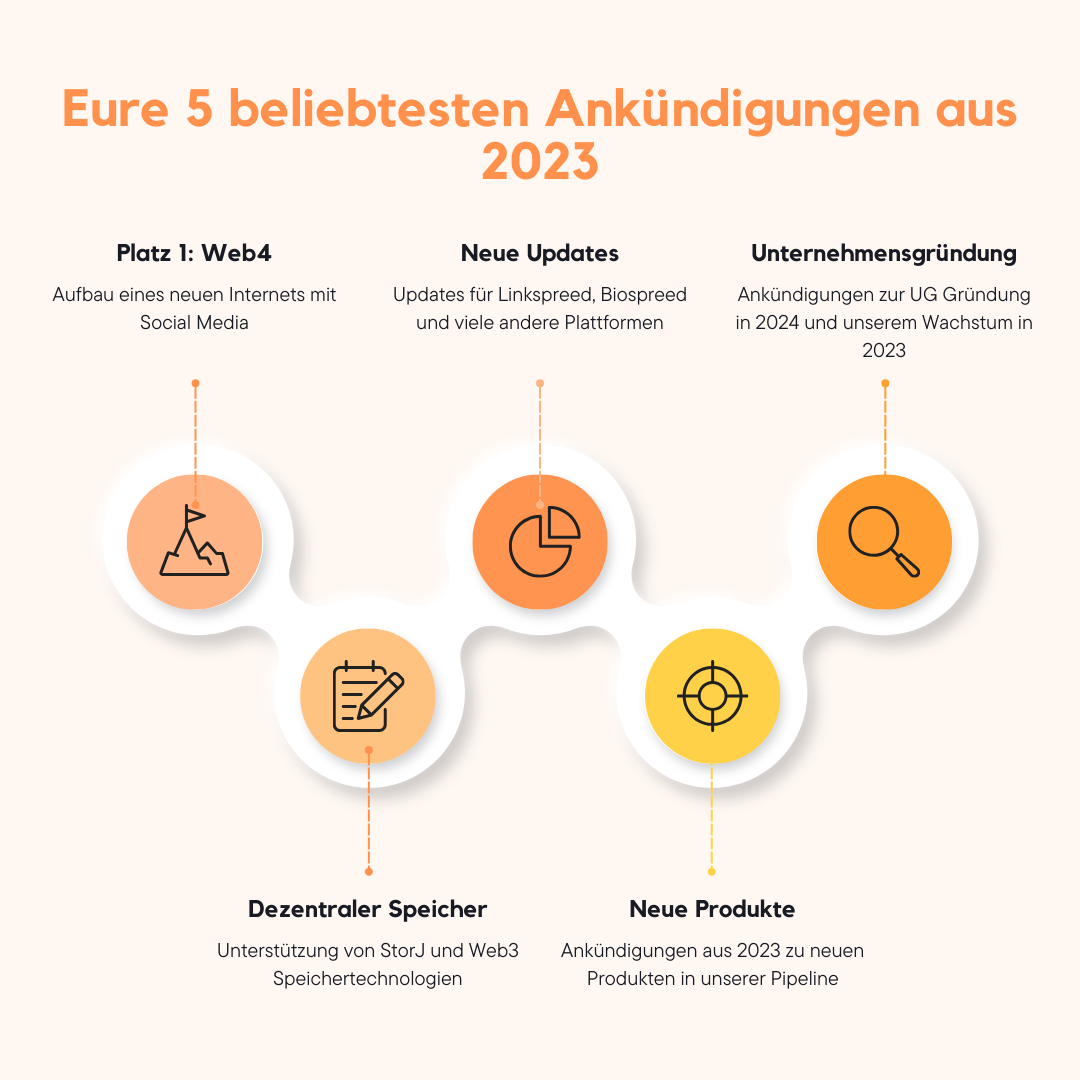 Eure 5 beliebtesten Ankündigungen aus
2023
Platz 1: Web4
Aufbau eines neuen Internets mit
Social Media
Neue Updates
Updates für Linkspreed, Biospreed
und viele andere Plattformen
Unternehmensgründung
Ankündigungen zur UG Gründung
in 2024 und unserem Wachstum in
2023
Dezentraler Speicher
Unterstützung von StorJ und Web3
Speichertechnologien
Neue Produkte
Ankündigungen aus 2023 zu neuen
Produkten in unserer Pipeline